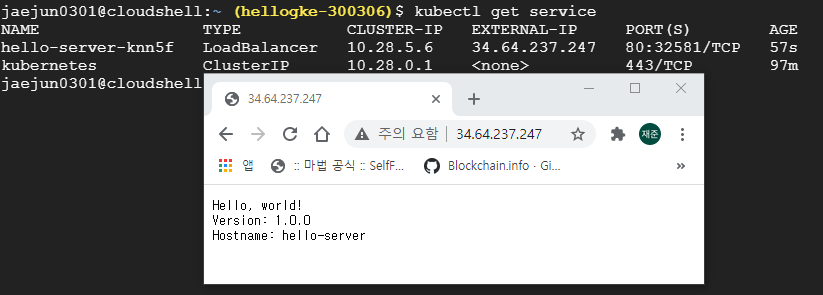 jaejun0301@cloudshell:~ (hellogke-300306)$ kubectl get service
NAME TYPE CLUSTER-IP EXTERNAL-IP PORT(S) AGE
hello-server-knn5f LoadBalancer 10.28.5.6 34.64.237.247 80:32581/TCP 57s
kubernetes ClusterIP 10.28.0.1 <none> 443/TCP 97m
jaejun0301@cloudshell
34.64.237.247
주의 요함 | 34.64.237.247 재준
앱 :: 마법 공식 :: SelfF... Blockchain.info · Gi... »
Hello, world!
Version: 1.0.0
Hostname: hello-server